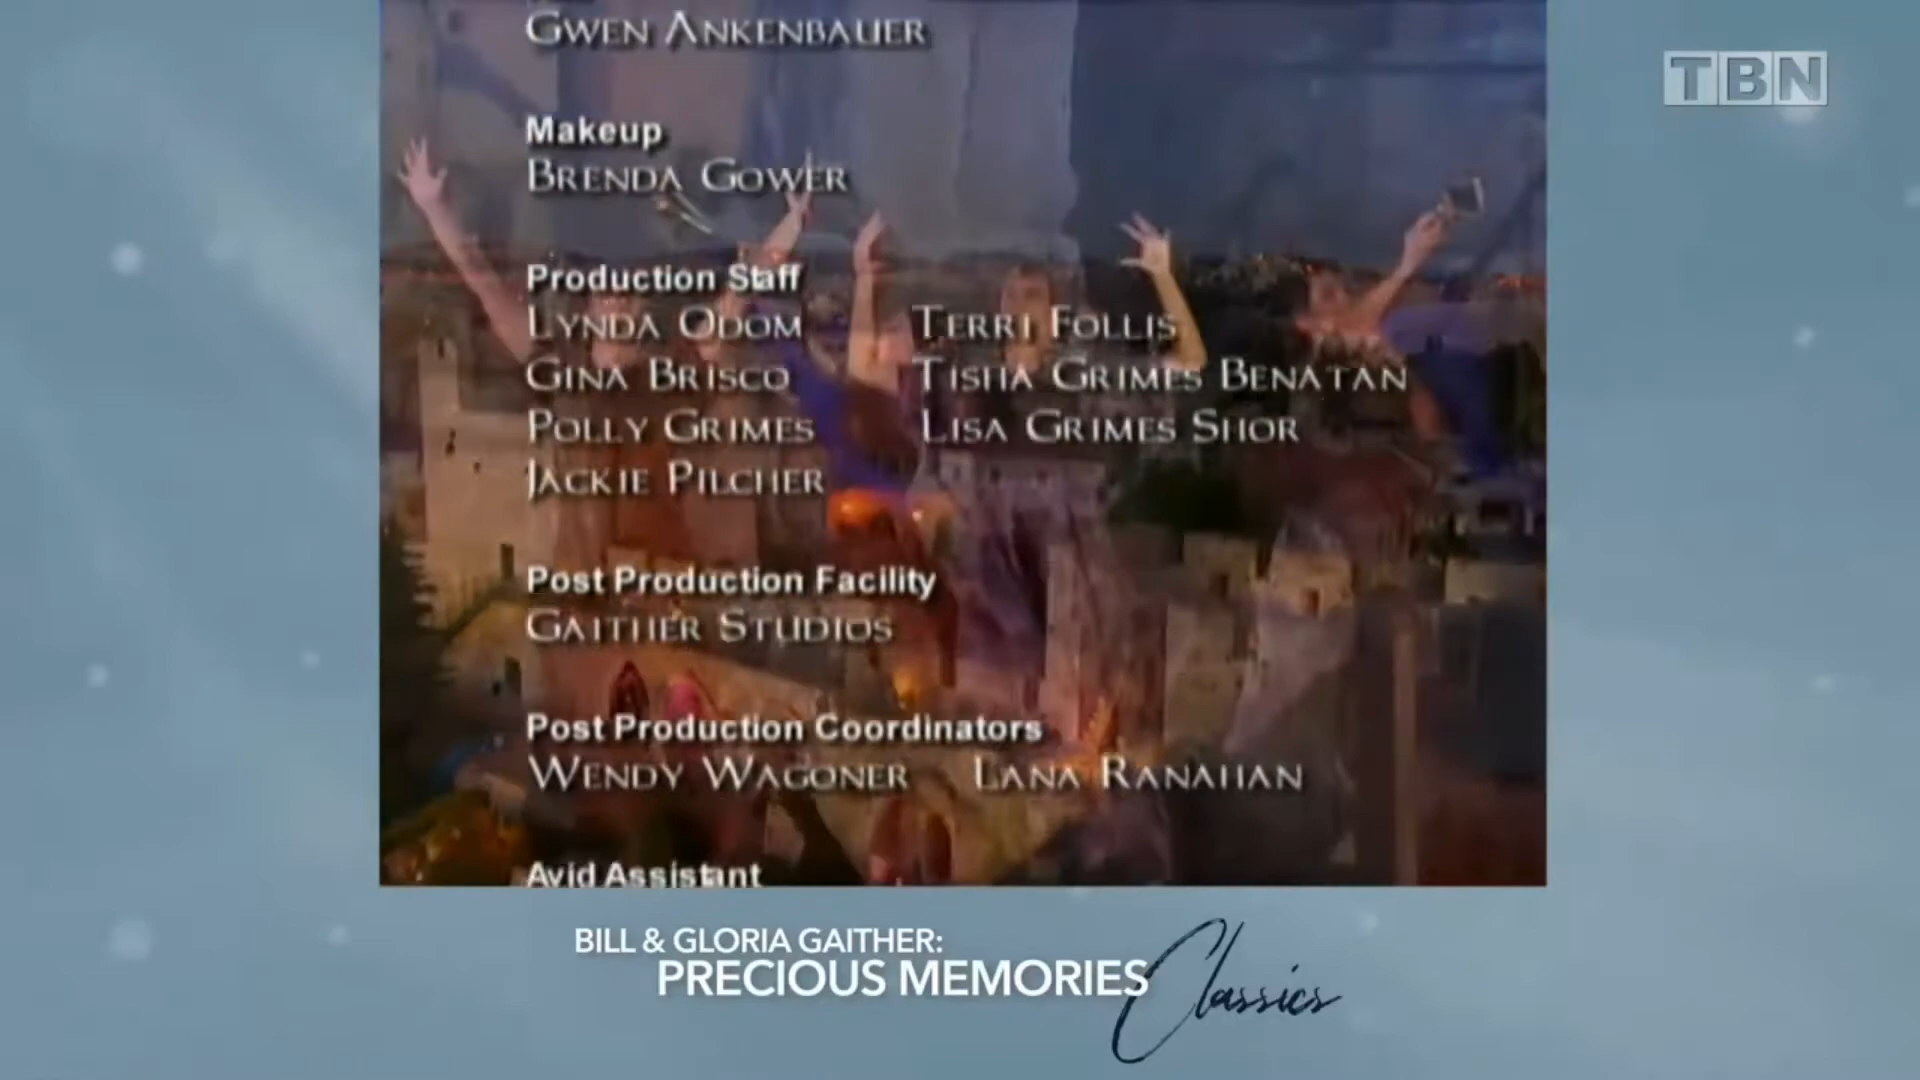 GWEN ANKENBAUER
TBN
Makeup
BRENDA GOWER
Production Staff
LYNDA ODOM TERRI FOLLIS
GINA BRISCO TISHA GRIMES BENATAN
POLLY GRIMES LISA GRIMES SHOR
JACKIE PILCHER
Post Production Facility
GAITHER STUDIOS
Post Production Coordinators
WENDY WAGONER LANA RANAHAN
Avid Assistant
BILL & GLORIA GAITHER:
PRECIOUS MEMORIES
Classics